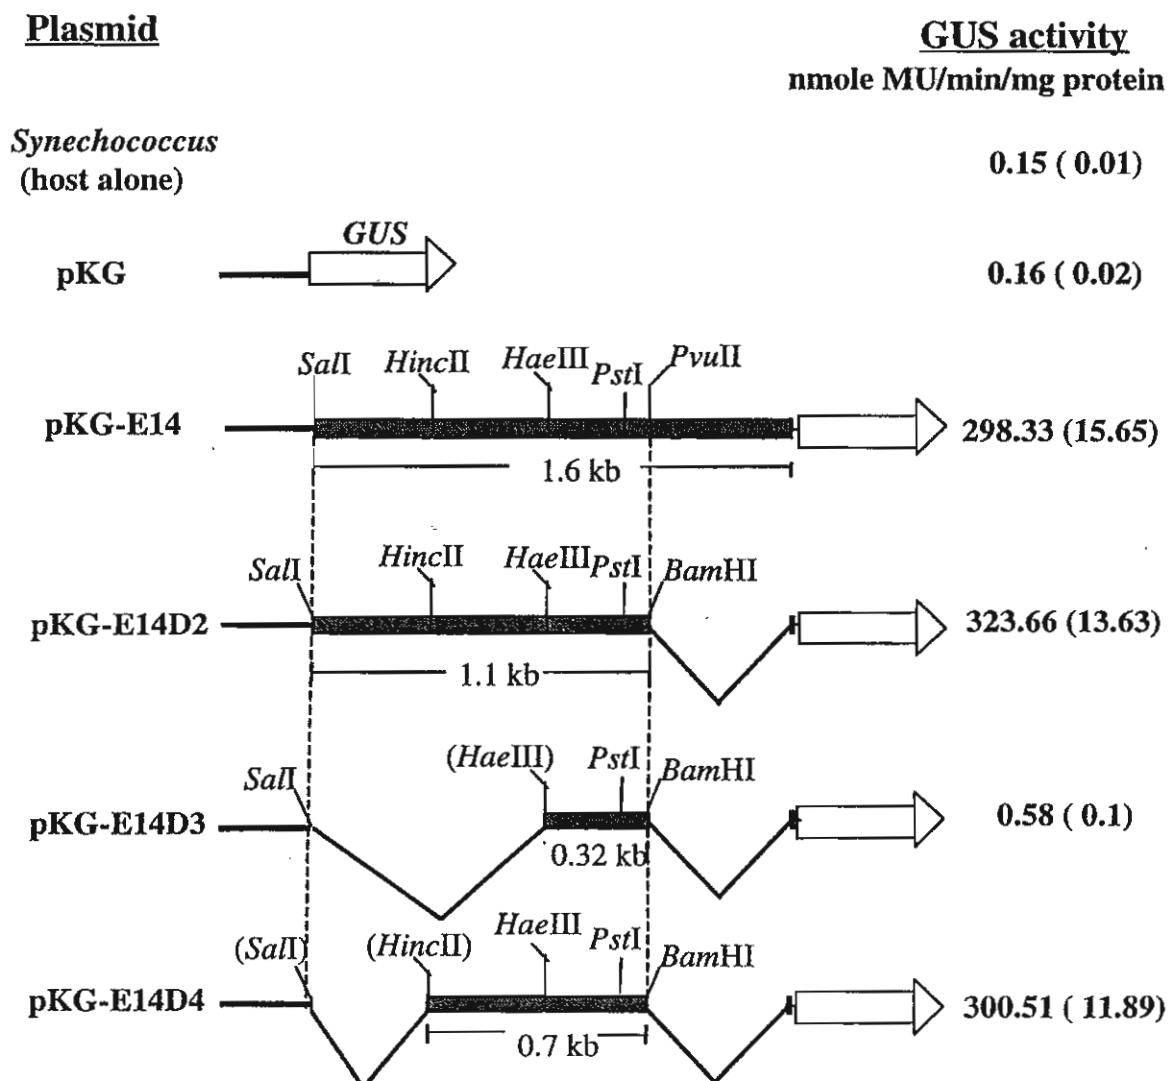 Plasmid
GUS activity
nmole MU/min/mg protein
Synechococcus
(host alone)
0.15 ( 0.01)
GUS
pKG
0.16 ( 0.02)
SalI HincII HaeIII PstI PvuII
pKG-E14
298.33 (15.65)
1.6 kb
SalI HincII HaeIII PstI BamHI
pKG-E14D2
323.66 (13.63)
1.1 kb
SalI (HaeIII) PstI BamHI
pKG-E14D3
0.58 ( 0.1)
0.32 kb
(SalI) (HincII) HaeIII PstI BamHI
pKG-E14D4
300.51 ( 11.89)
0.7 kb